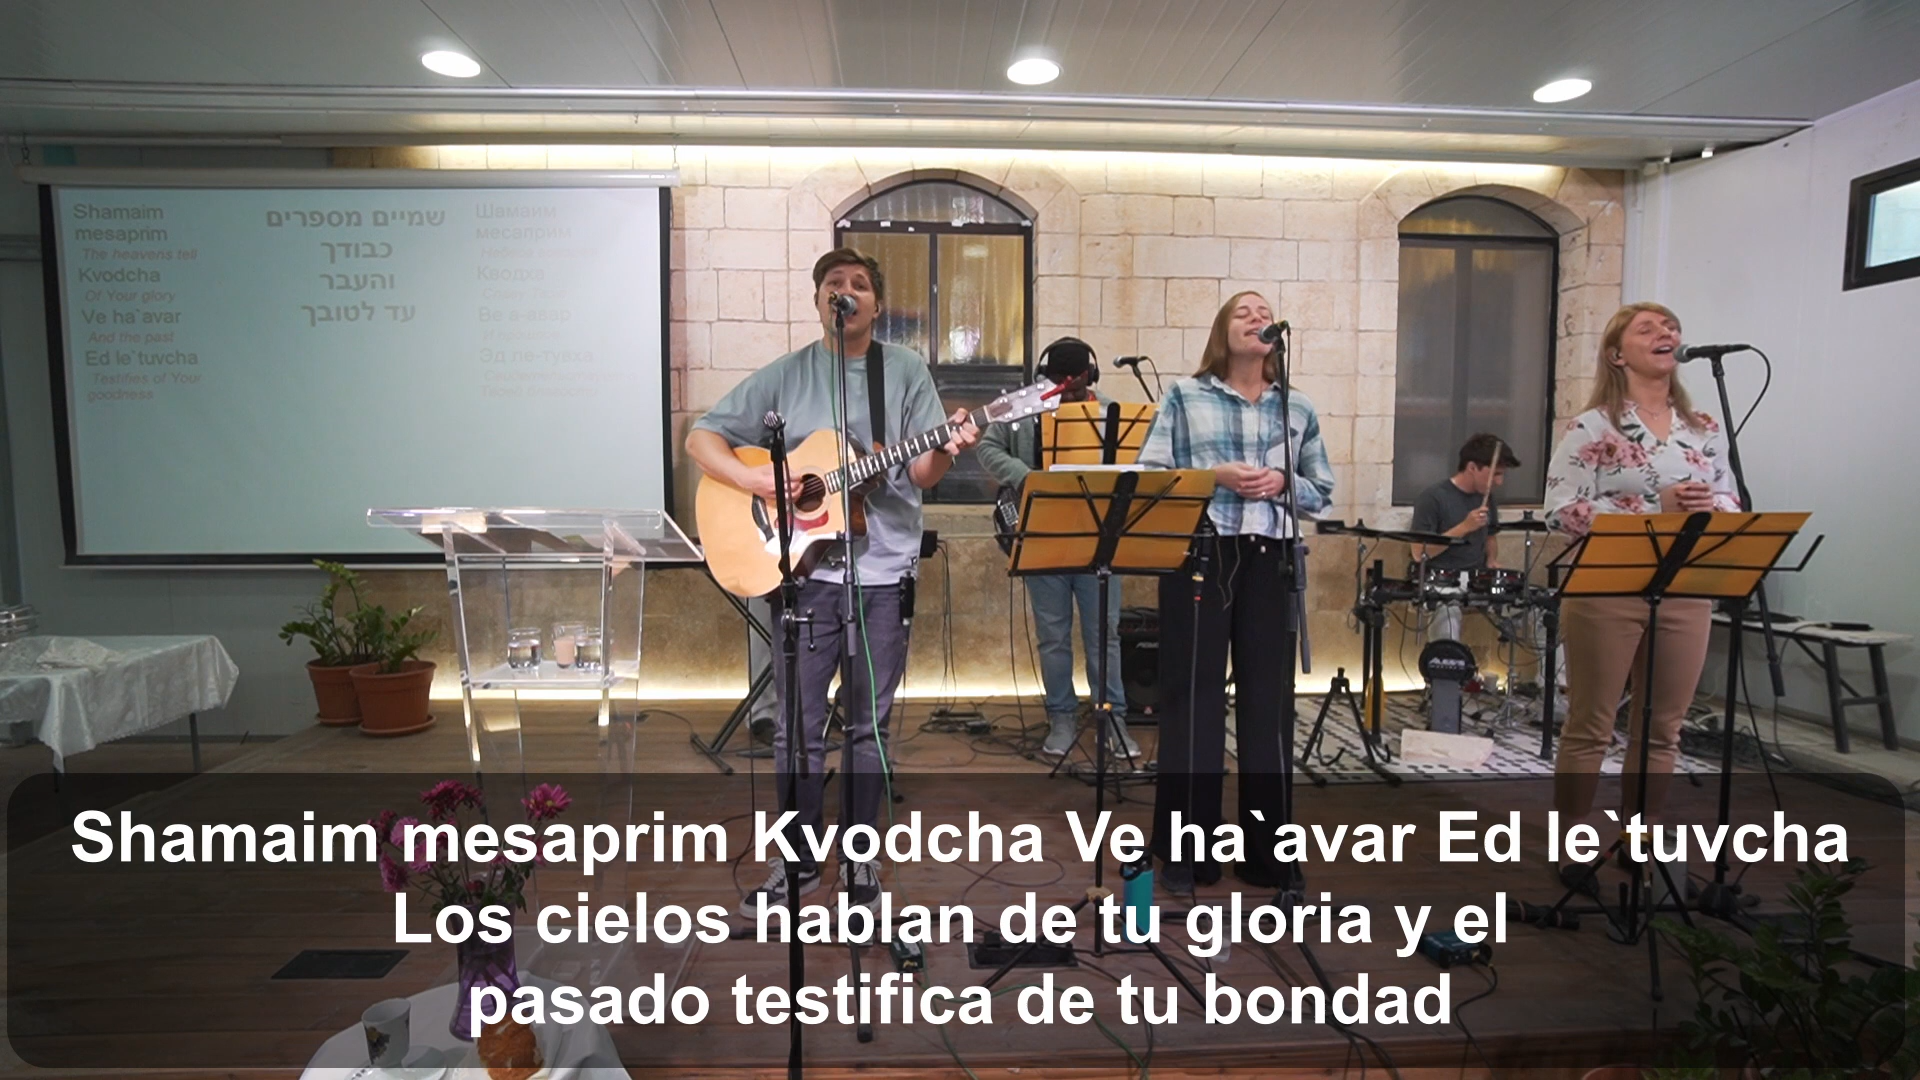 Shamaim
mesaprim
The heavens tell
Kvodcha
Of Your glory
Ve ha`avar
And the past
Ed le`tuvcha
Testifies of Your
goodness
שמיים מספרים
כבודך
והעבר
עד לטובך
Шамаим
месаприм
Кводха
Ве а-авар
Эд ле-тувха
ALESIS
Shamaim mesaprim Kvodcha Ve ha`avar Ed le`tuvcha
Los cielos hablan de tu gloria y el
pasado testifica de tu bondad